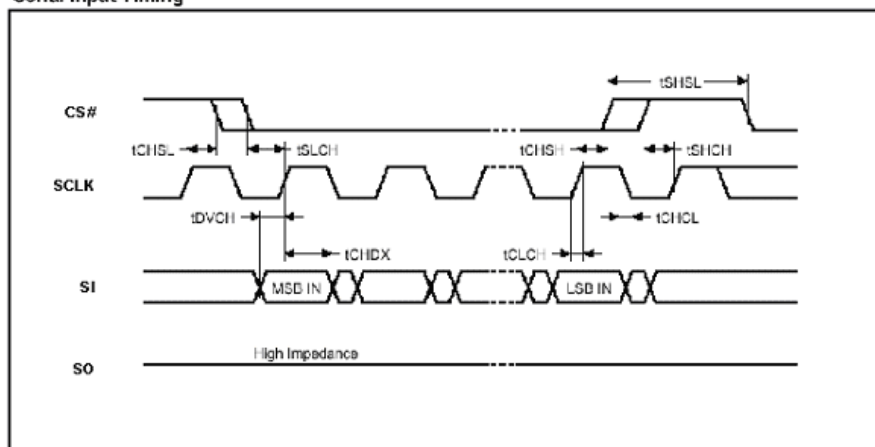 Serial Input Timing
tSHSL
CS#
tCHSL
tSLCH
tCHSH
tSHCH
SCLK
tDVCH
tCHCL
tCHDX
tCLCH
SI
MSB IN
LSB IN
High Impedance
SO